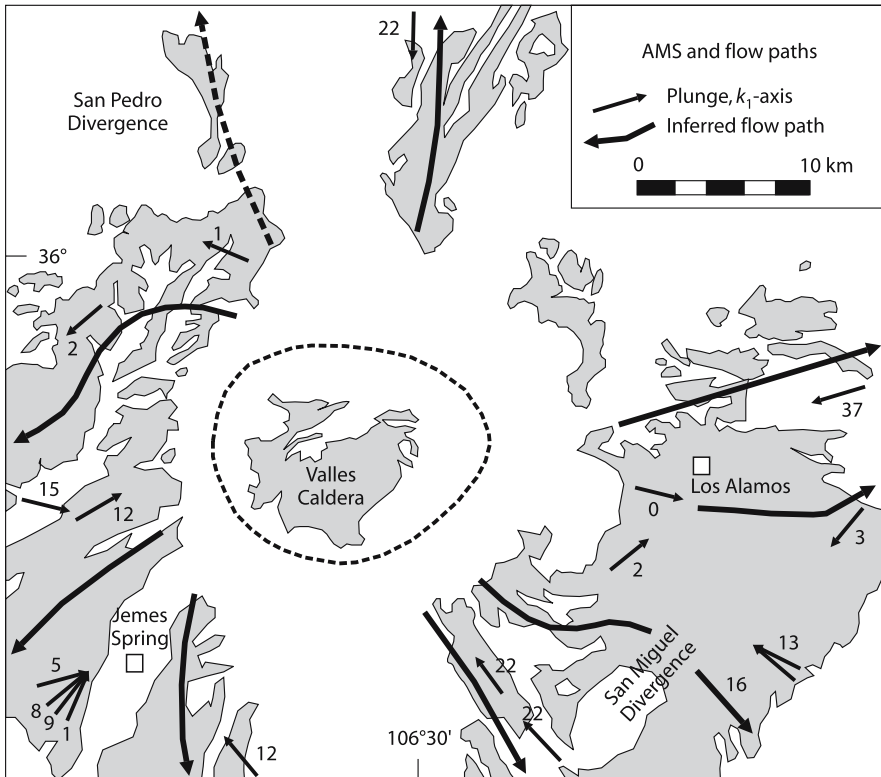 22
AMS and flow paths
Plunge, k1-axis
Inferred flow path
0 10 km
San Pedro
Divergence
1
36°
2
37
15
12
Valles
Caldera
Los Alamos
0
3
2
Jemes
Spring
5
8
9
1
12
22
22
San Miguel
Divergence
13
16
106°30'